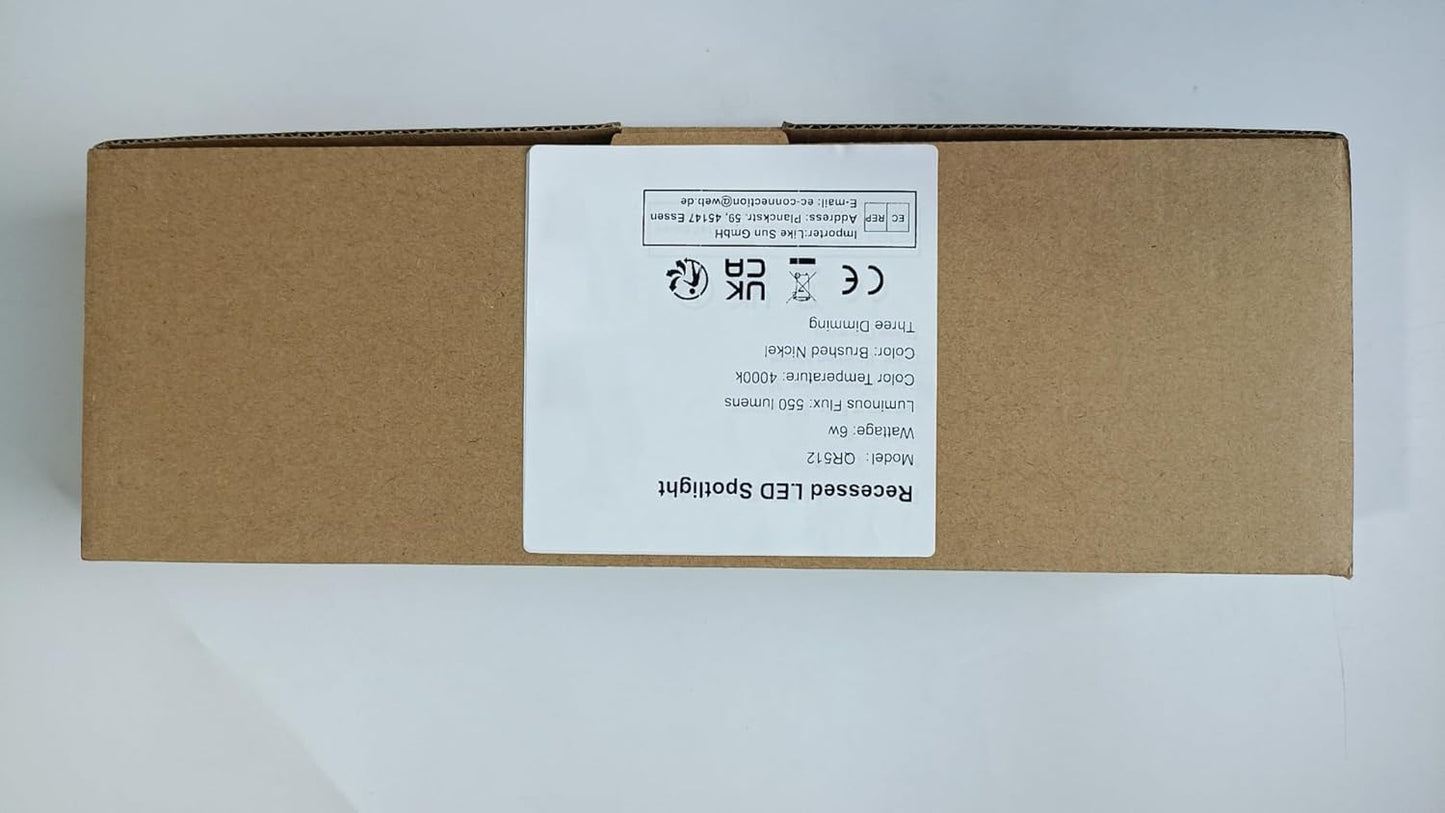 Recessed LED Spotlight
Model: QR512
Wattage: 6w
Luminous Flux: 550 lumens
Color Temperature: 4000k
Color: Brushed Nickel
Three Dimming
CE UK CA
EC REP
Importer:Like Sun GmbH
Address: Planckstr. 59, 45147 Essen
E-mail: ec-connection@web.de